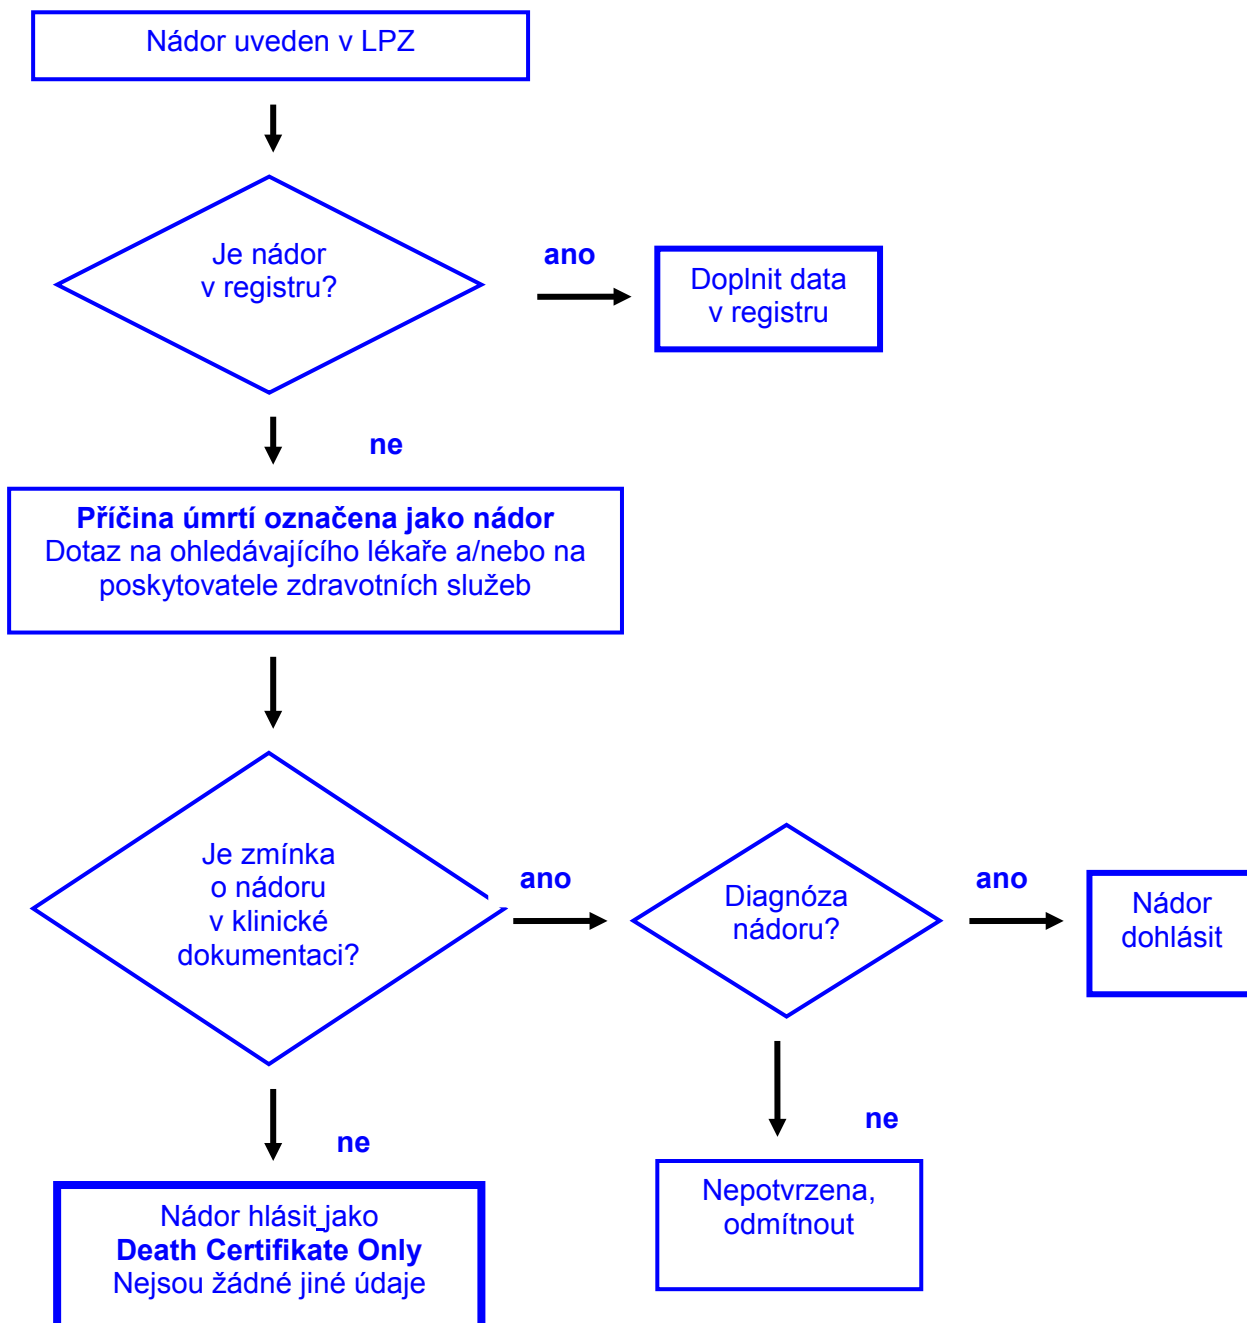 Nádor uveden v LPZ
Je nádor
v registru?
ano
Doplnit data
v registru
ne
Příčina úmrtí označena jako nádor
Dotaz na ohledávajícího lékaře a/nebo na
poskytovatele zdravotních služeb
Je zmínka
o nádoru
v klinické
dokumentaci?
ano
Diagnóza
nádoru?
ano
Nádor
dohlásit
ne
Nepotvrzena,
odmítnout
ne
Nádor hlásit jako
Death Certifikate Only
Nejsou žádné jiné údaje